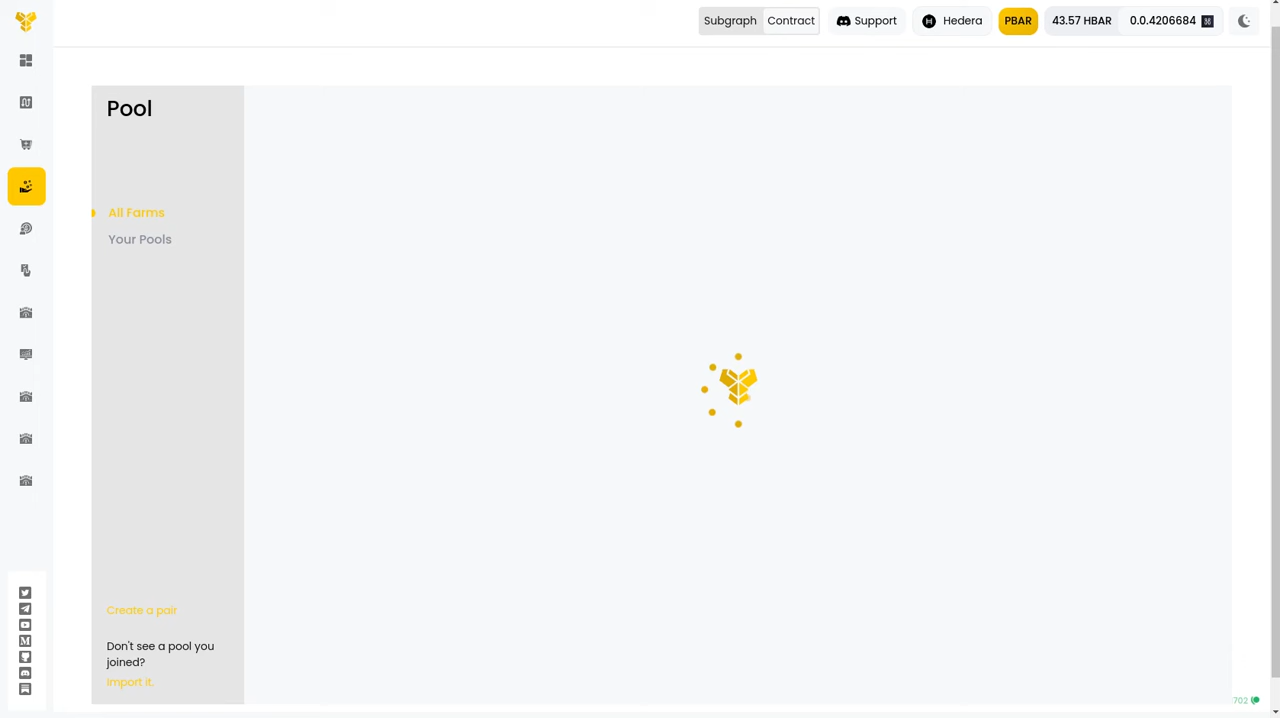 Subgraph Contract Support Hedera PBAR 43.57 HBAR 0.0.4206684
Pool
All Farms
Your Pools
Create a pair
Don't see a pool you
joined?
Import it.
702